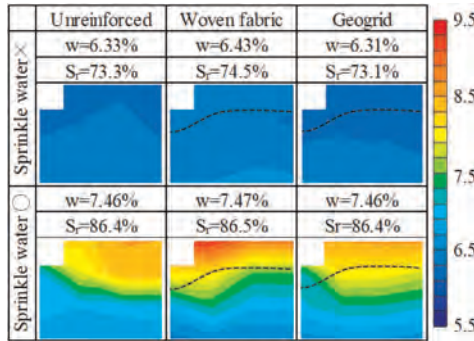 Unreinforced Woven fabric Geogrid
Sprinkle water ×
w=6.33% w=6.43% w=6.31%
Sr=73.3% Sr=74.5% Sr=73.1%
Sprinkle water ○
w=7.46% w=7.47% w=7.46%
Sr=86.4% Sr=86.5% Sr=86.4%
9.5
8.5
7.5
6.5
5.5